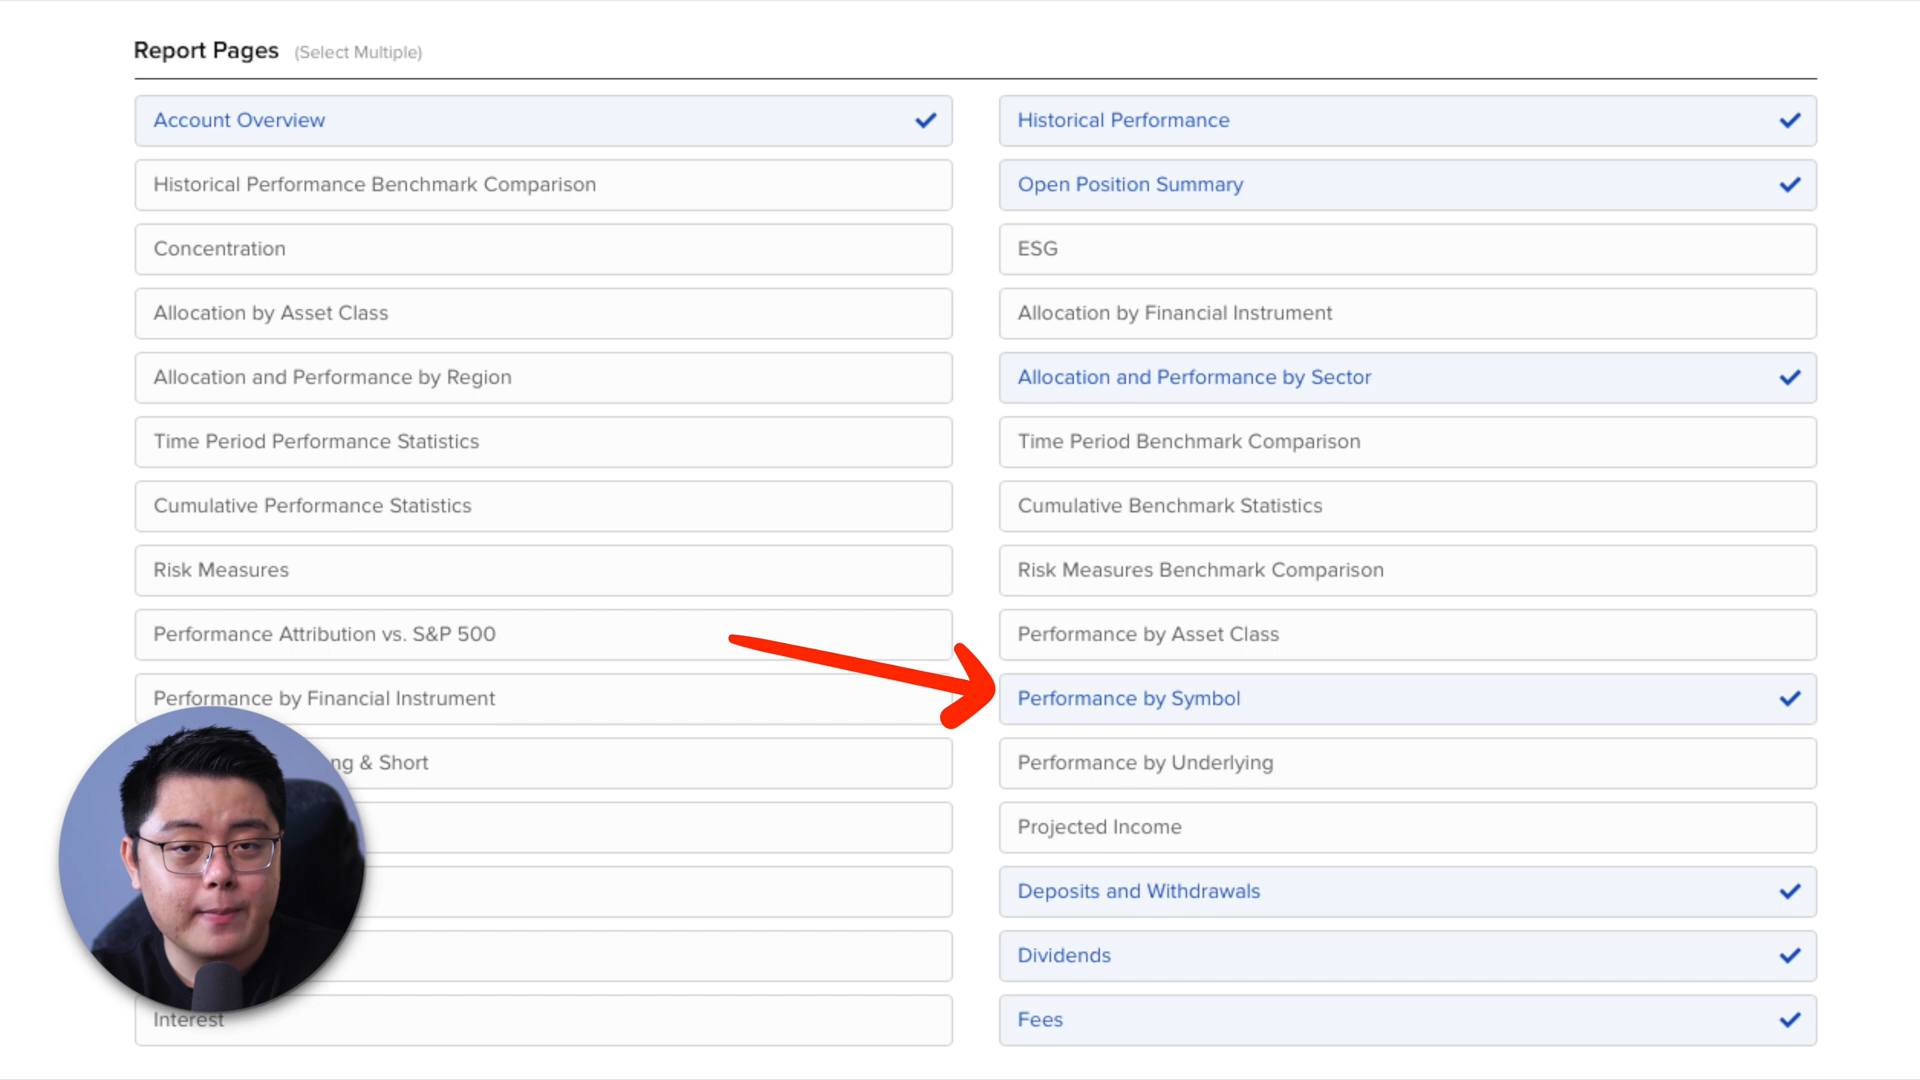 Report Pages (Select Multiple)
Account Overview
Historical Performance
Historical Performance Benchmark Comparison
Open Position Summary
Concentration
ESG
Allocation by Asset Class
Allocation by Financial Instrument
Allocation and Performance by Region
Allocation and Performance by Sector
Time Period Performance Statistics
Time Period Benchmark Comparison
Cumulative Performance Statistics
Cumulative Benchmark Statistics
Risk Measures
Risk Measures Benchmark Comparison
Performance Attribution vs. S&P 500
Performance by Asset Class
Performance by Financial Instrument
Performance by Symbol
& Short
Performance by Underlying
Projected Income
Deposits and Withdrawals
Dividends
Interest
Fees